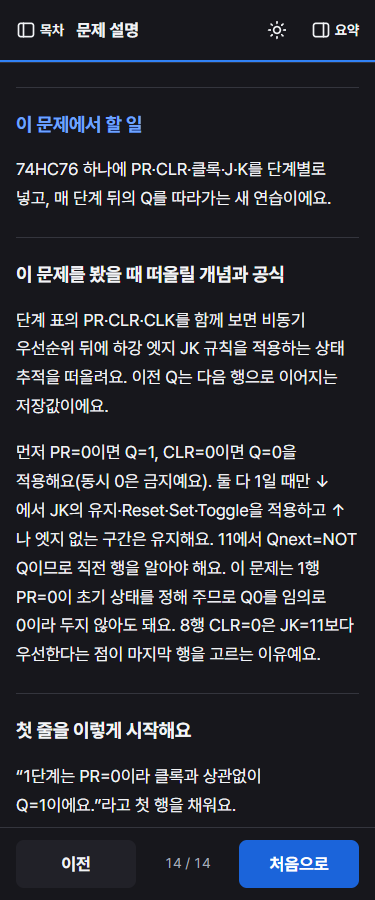 목차 문제 설명 요약
이 문제에서 할 일
74HC76 하나에 PR·CLR·클록·J·K를 단계별로
넣고, 매 단계 뒤의 Q를 따라가는 새 연습이에요.
이 문제를 봤을 때 떠올릴 개념과 공식
단계 표의 PR·CLR·CLK를 함께 보면 비동기
우선순위 뒤에 하강 엣지 JK 규칙을 적용하는 상태
추적을 떠올려요. 이전 Q는 다음 행으로 이어지는
저장값이에요.
먼저 PR=0이면 Q=1, CLR=0이면 Q=0을
적용해요(동시 0은 금지예요). 둘 다 1일 때만 ↓
에서 JK의 유지·Reset·Set·Toggle을 적용하고 ↑
나 엣지 없는 구간은 유지해요. 11에서 Qnext=NOT
Q이므로 직전 행을 알아야 해요. 이 문제는 1행
PR=0이 초기 상태를 정해 주므로 Q0를 임의로
0이라 두지 않아도 돼요. 8행 CLR=0은 JK=11보다
우선한다는 점이 마지막 행을 고르는 이유예요.
첫 줄을 이렇게 시작해요
“1단계는 PR=0이라 클록과 상관없이
Q=1이에요.”라고 첫 행을 채워요.
이전 14 / 14 처음으로